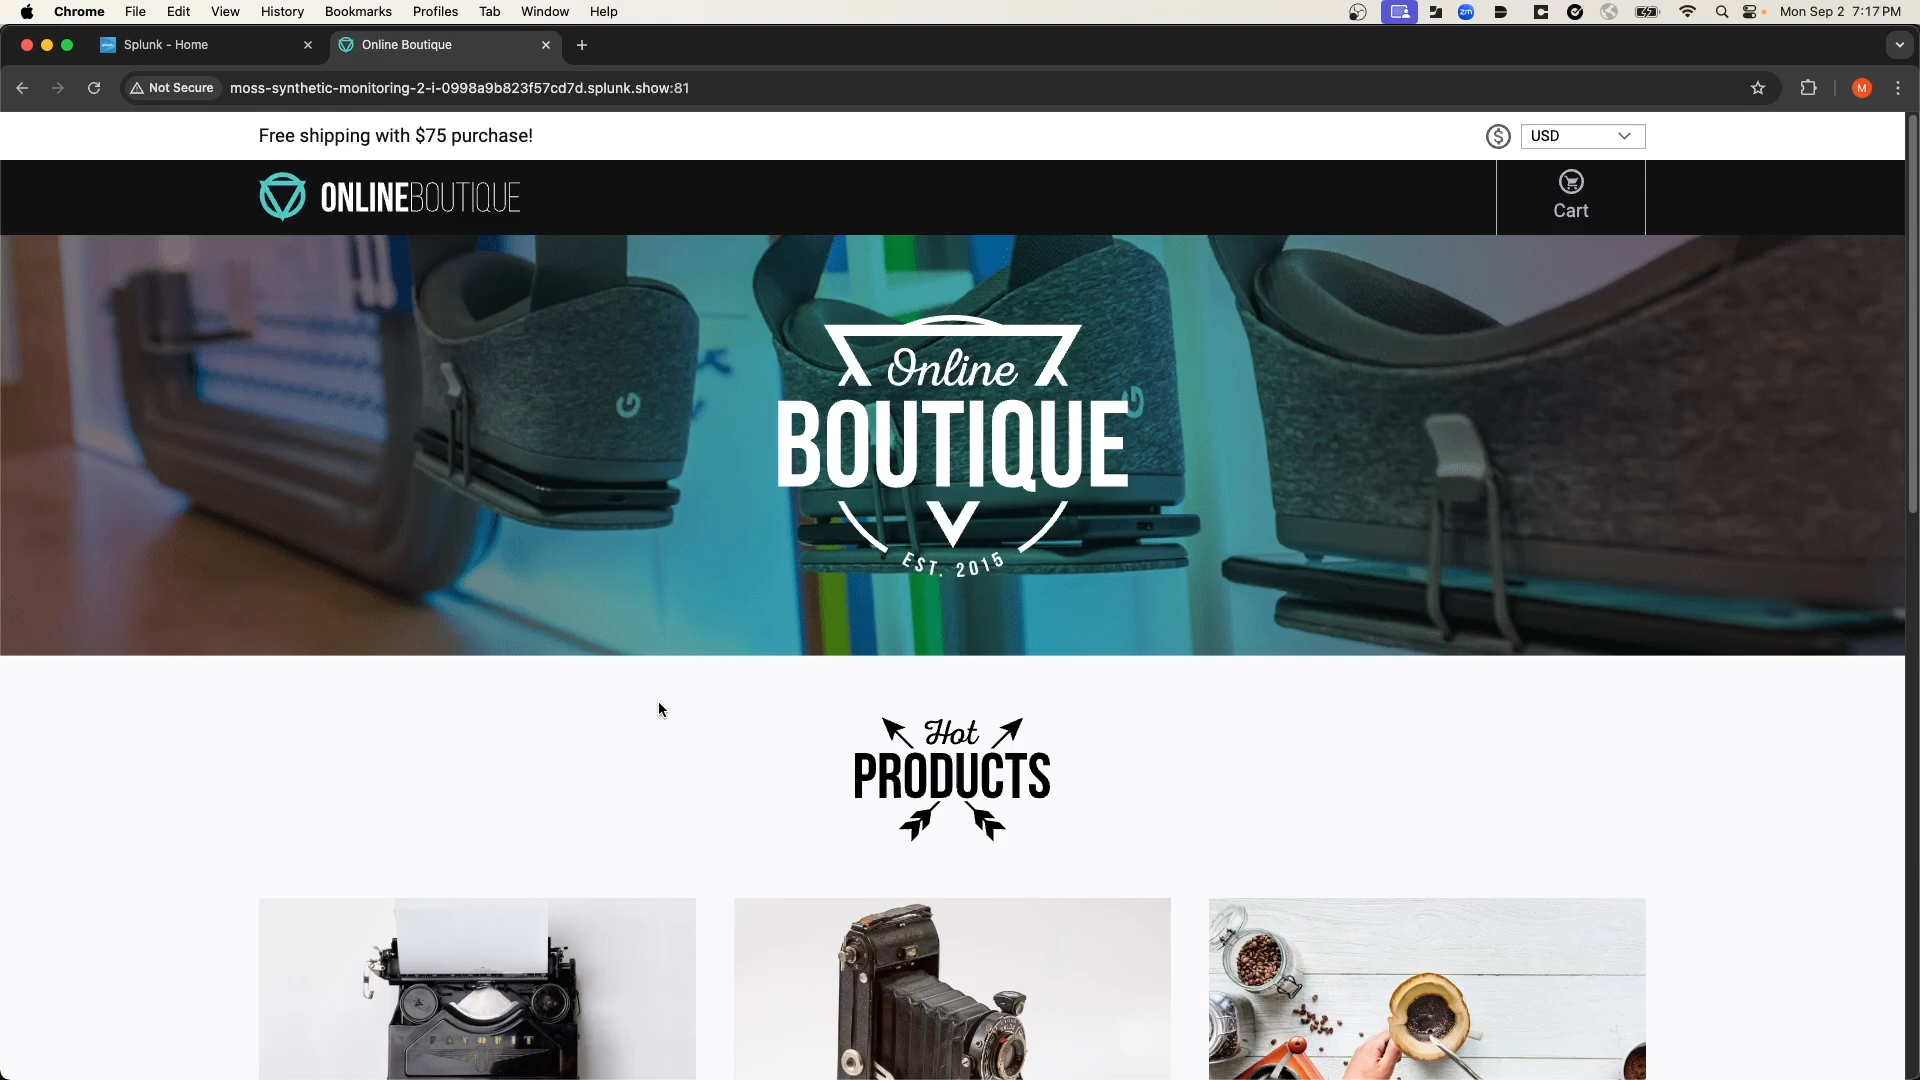 Chrome File Edit View History Bookmarks Profiles Tab Window Help
zm
Mon Sep 2 7:17 PM
Splunk - Home
Online Boutique
Not Secure
moss-synthetic-monitoring-2-i-0998a9b823f57cd7d.splunk.show:81
M
Free shipping with $75 purchase!
$
USD
ONLINEBOUTIQUE
Cart
G
G
Online
BOUTIQUE
EST. 2015
Hot
PRODUCTS